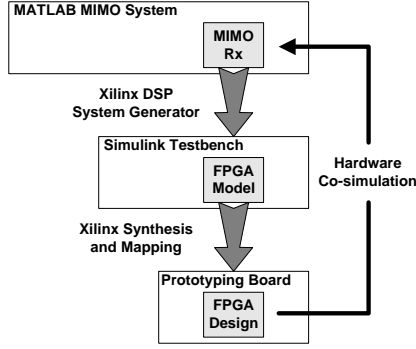 MATLAB MIMO System
MIMO
Rx
Xilinx DSP
System Generator
Simulink Testbench
FPGA
Model
Hardware
Co-simulation
Xilinx Synthesis
and Mapping
Prototyping Board
FPGA
Design